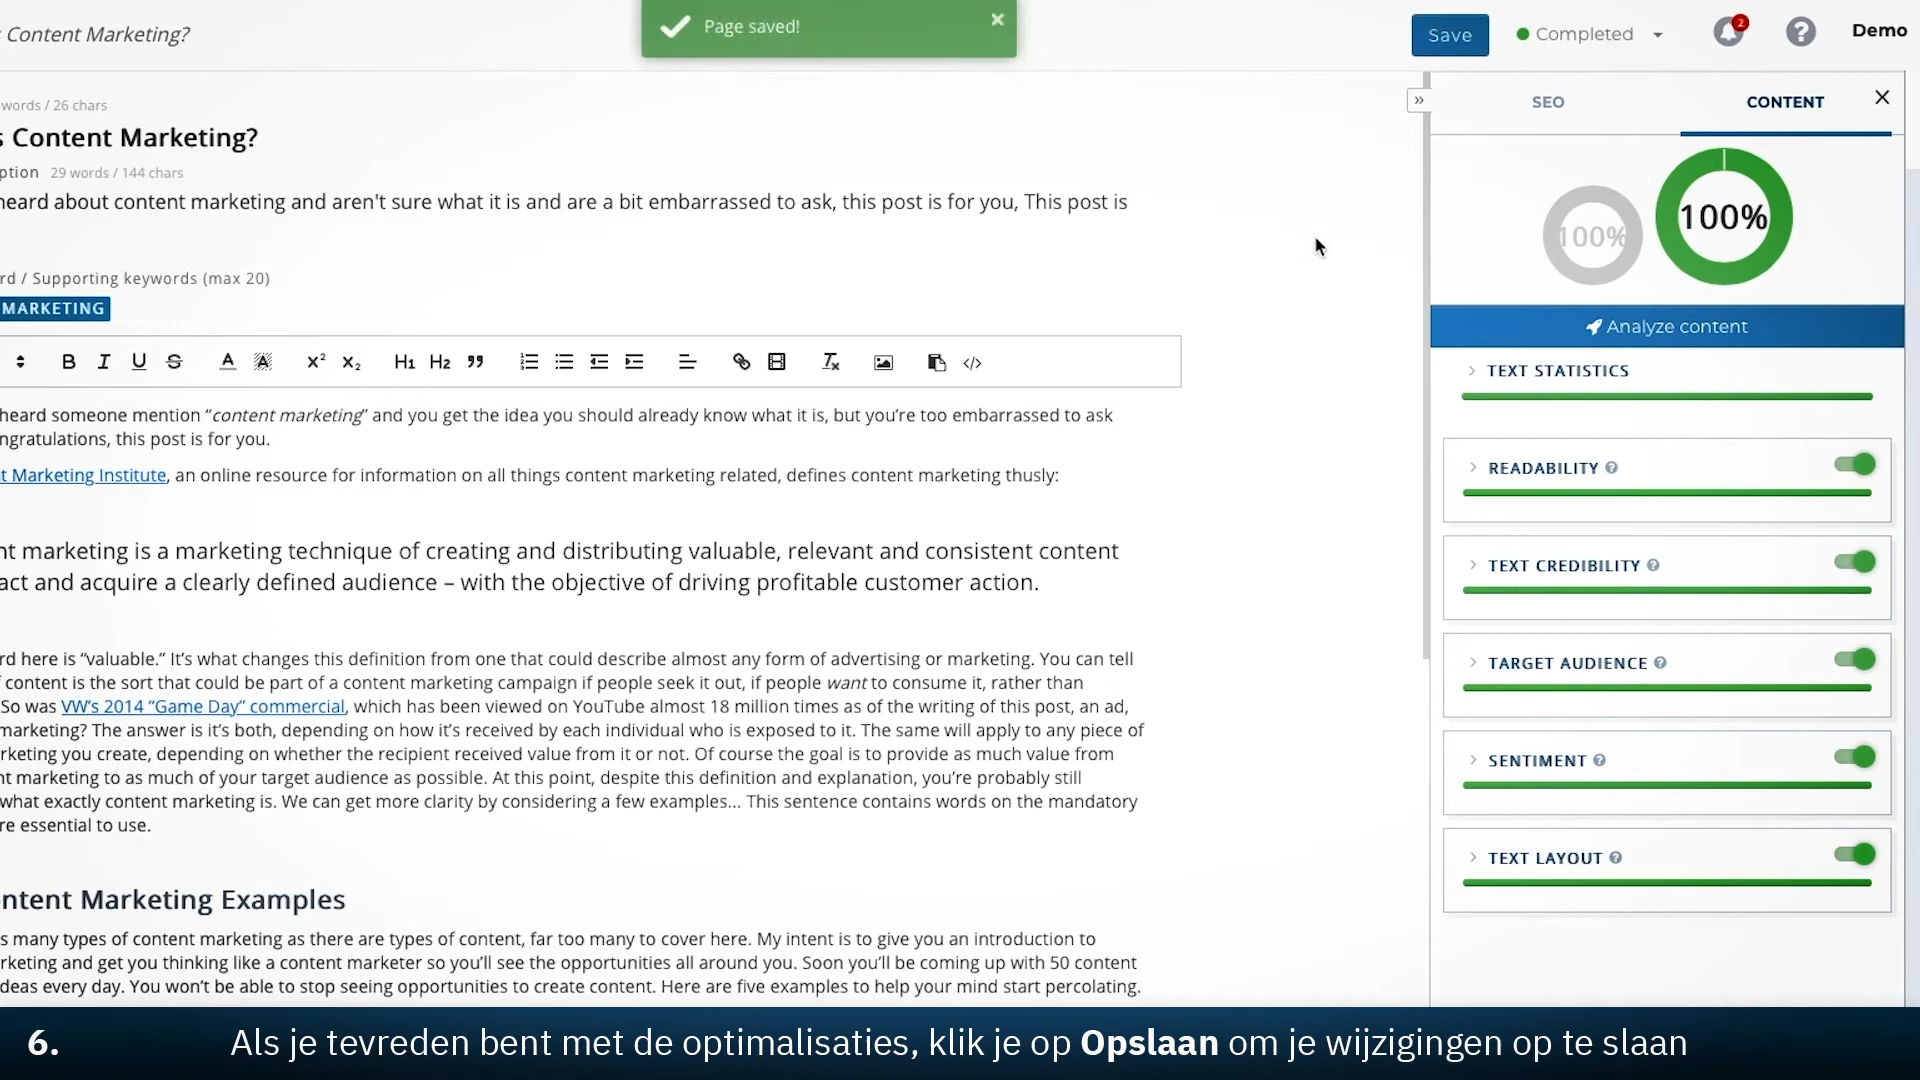 s Content Marketing?
Page saved!
Save
Completed
2
Demo
words / 26 chars
s Content Marketing?
ption 29 words / 144 chars
heard about content marketing and aren't sure what it is and are a bit embarrassed to ask, this post is for you, This post is
rd / Supporting keywords (max 20)
MARKETING
B I U S A A X² X₂ H1 H2
heard someone mention “content marketing” and you get the idea you should already know what it is, but you’re too embarrassed to ask
ngratulations, this post is for you.
t Marketing Institute, an online resource for information on all things content marketing related, defines content marketing thusly:
nt marketing is a marketing technique of creating and distributing valuable, relevant and consistent content
act and acquire a clearly defined audience – with the objective of driving profitable customer action.
rd here is “valuable.” It’s what changes this definition from one that could describe almost any form of advertising or marketing. You can tell
f content is the sort that could be part of a content marketing campaign if people seek it out, if people want to consume it, rather than
So was VW’s 2014 “Game Day” commercial, which has been viewed on YouTube almost 18 million times as of the writing of this post, an ad,
marketing? The answer is it’s both, depending on how it’s received by each individual who is exposed to it. The same will apply to any piece of
rketing you create, depending on whether the recipient received value from it or not. Of course the goal is to provide as much value from
nt marketing to as much of your target audience as possible. At this point, despite this definition and explanation, you’re probably still
what exactly content marketing is. We can get more clarity by considering a few examples... This sentence contains words on the mandatory
re essential to use.
ntent Marketing Examples
s many types of content marketing as there are types of content, far too many to cover here. My intent is to give you an introduction to
rketing and get you thinking like a content marketer so you’ll see the opportunities all around you. Soon you’ll be coming up with 50 content
deas every day. You won’t be able to stop seeing opportunities to create content. Here are five examples to help your mind start percolating.
SEO
CONTENT
100%
100%
Analyze content
TEXT STATISTICS
READABILITY
TEXT CREDIBILITY
TARGET AUDIENCE
SENTIMENT
TEXT LAYOUT
6. Als je tevreden bent met de optimalisaties, klik je op Opslaan om je wijzigingen op te slaan